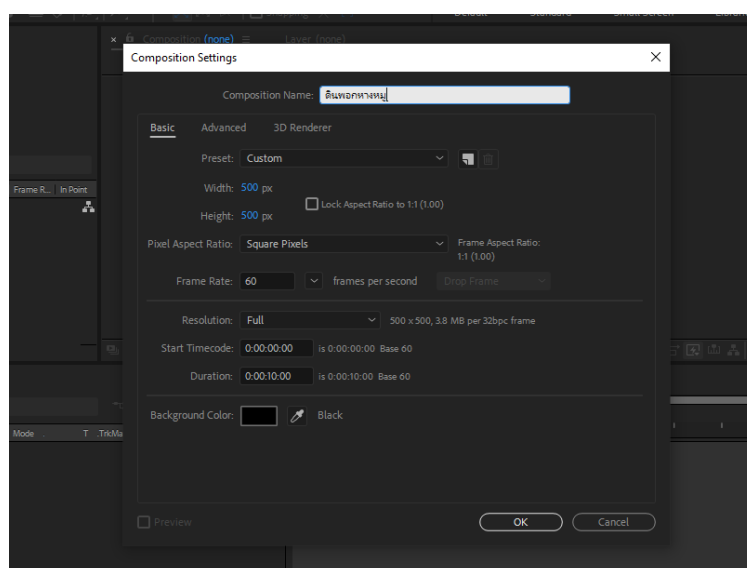 Composition (none)
Layer (none)
Composition Settings
Composition Name: ดินพอกหางหมู
Basic Advanced 3D Renderer
Preset: Custom
Width: 500 px
Lock Aspect Ratio to 1:1 (1.00)
Height: 500 px
Pixel Aspect Ratio: Square Pixels
Frame Aspect Ratio:
1:1 (1.00)
Frame Rate: 60 frames per second Drop Frame
Resolution: Full 500 x 500, 3.8 MB per 32bpc frame
Start Timecode: 0:00:00:00 is 0:00:00:00 Base 60
Duration: 0:00:10:00 is 0:00:10:00 Base 60
Background Color: Black
Preview
OK Cancel
Frame R... In Point
Mode T .TrkMa